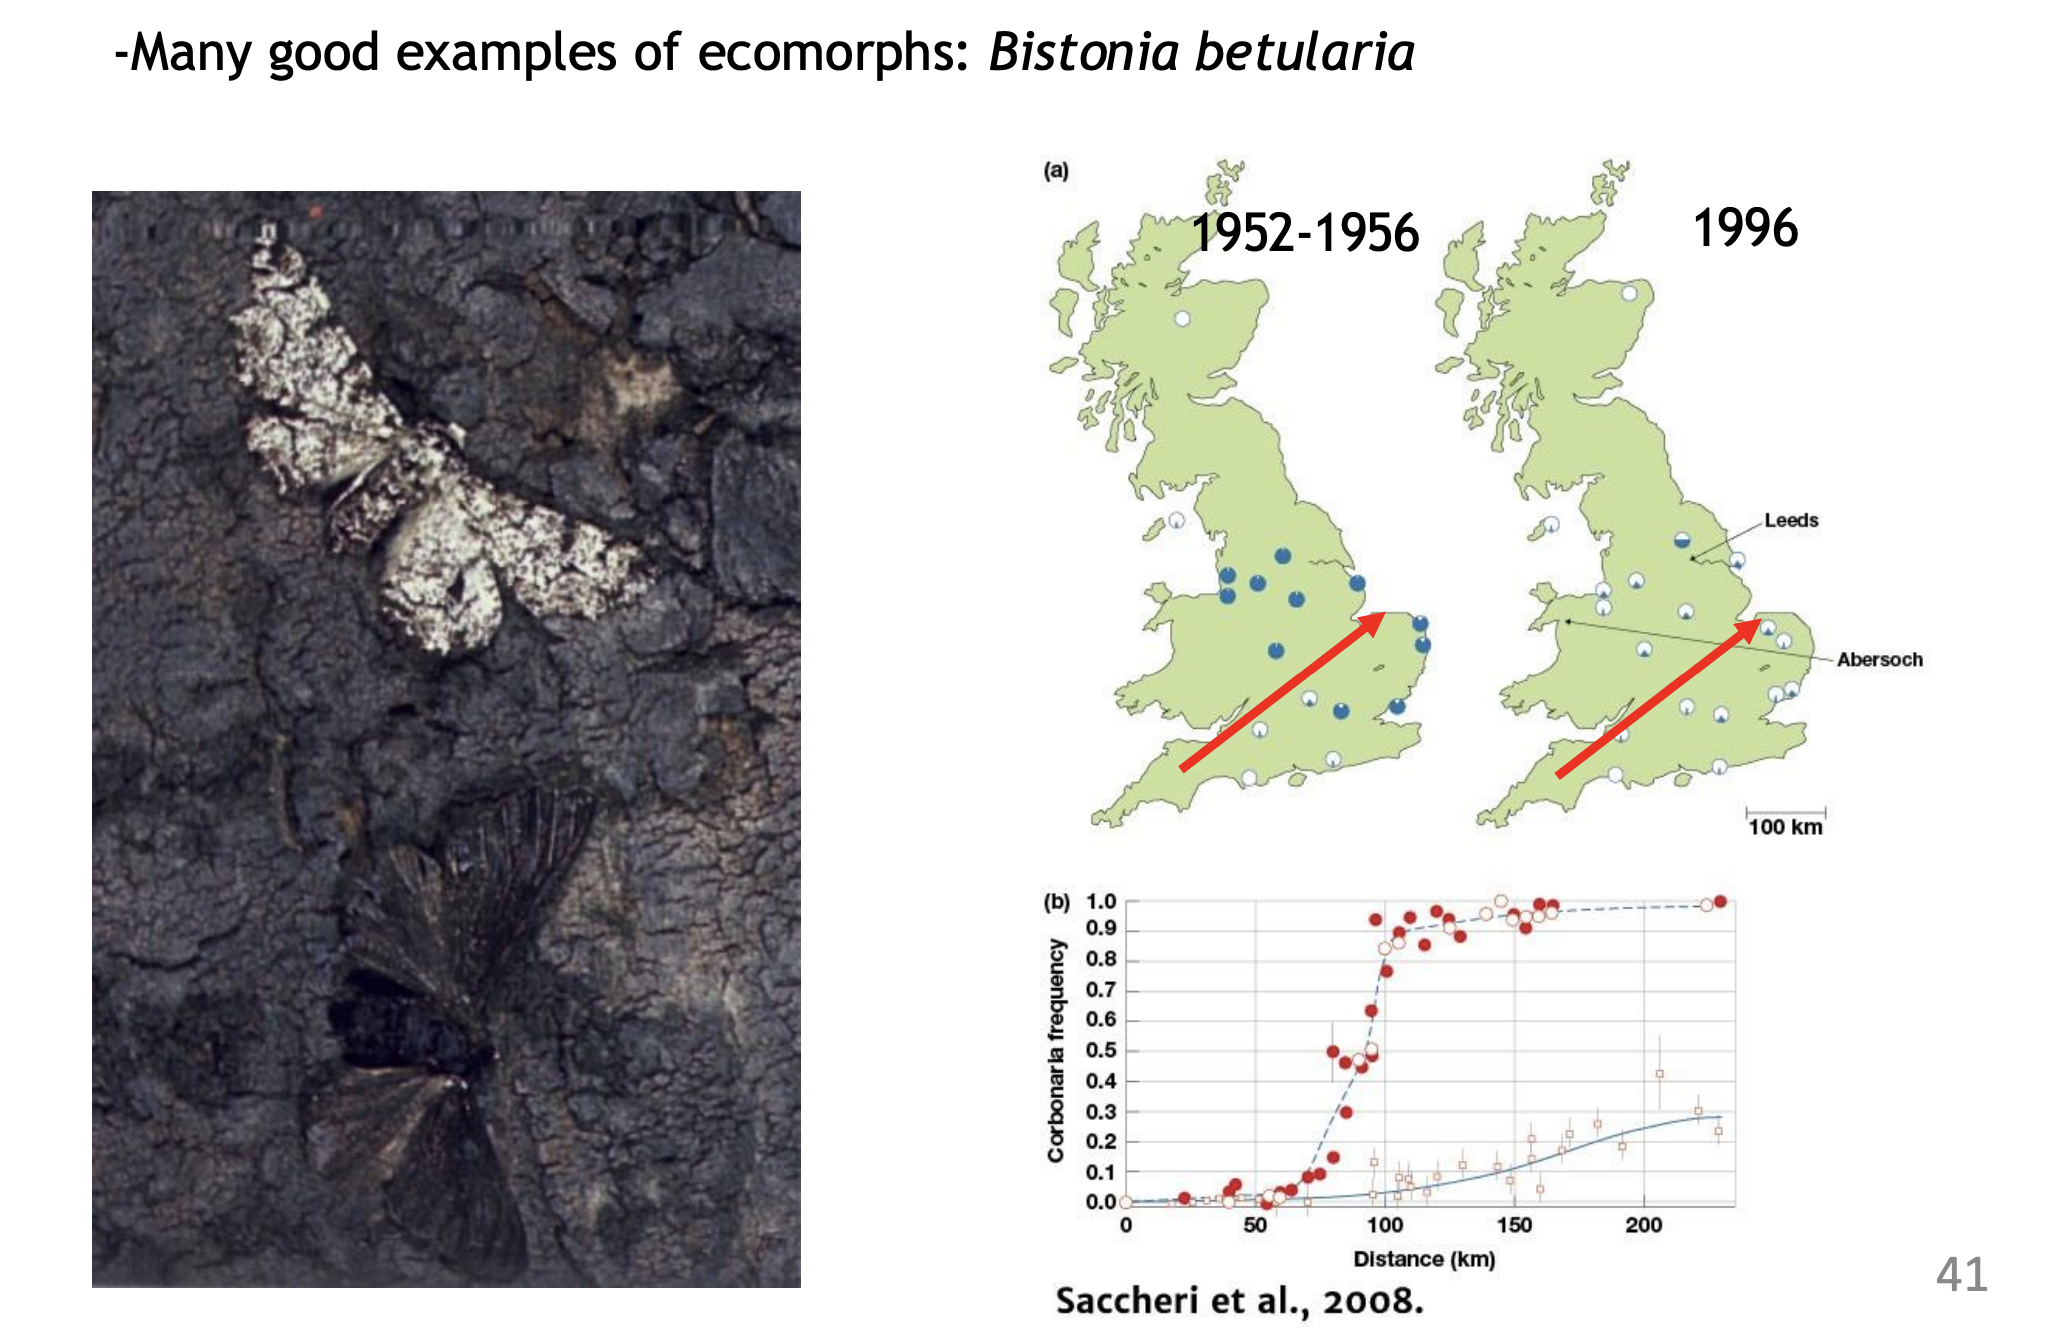 -Many good examples of ecomorphs: Bistonia betularia
(a)
1952-1956
1996
Leeds
Abersoch
100 km
(b)
1.0
0.9
0.8
0.7
0.6
0.5
0.4
0.3
0.2
0.1
0.0
Corbonaria frequency
0
50
100
150
200
Distance (km)
Saccheri et al., 2008.
41